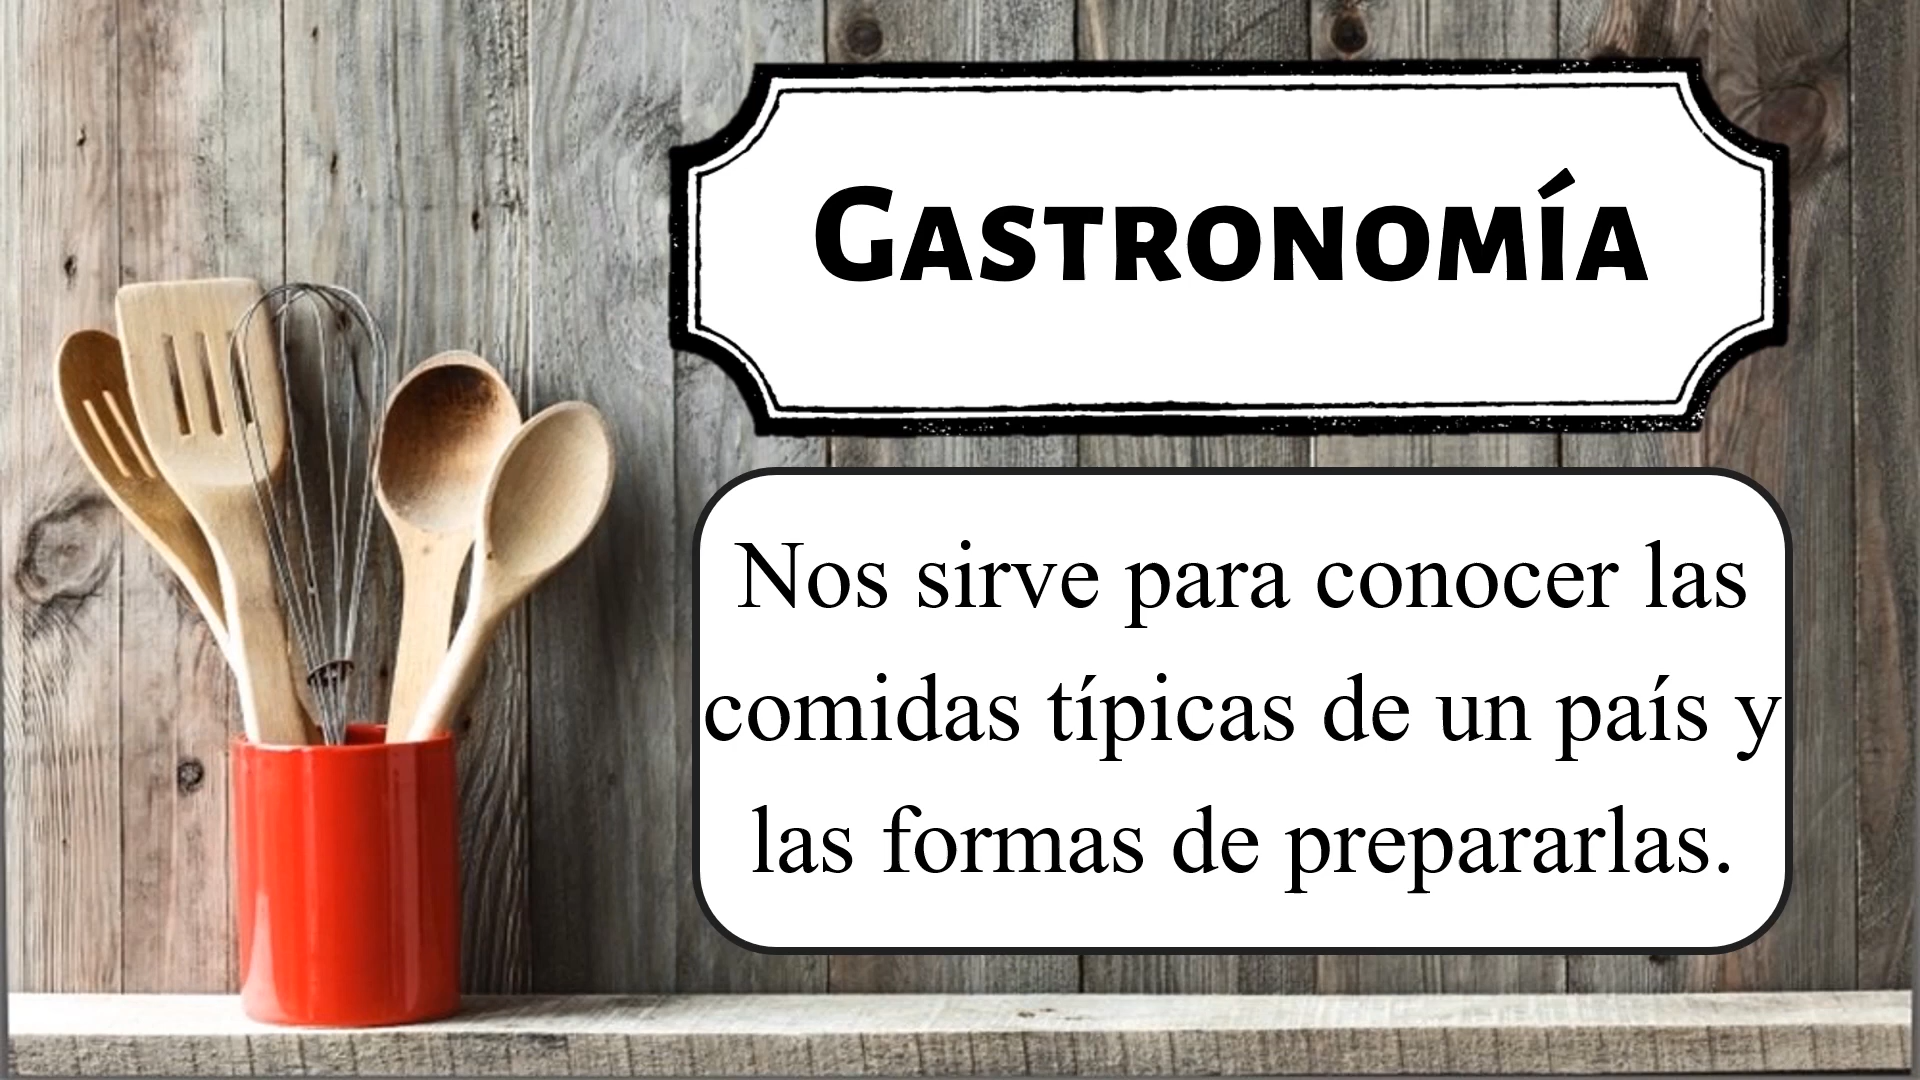 Gastronomía
Nos sirve para conocer las
comidas típicas de un país y
las formas de prepararlas.